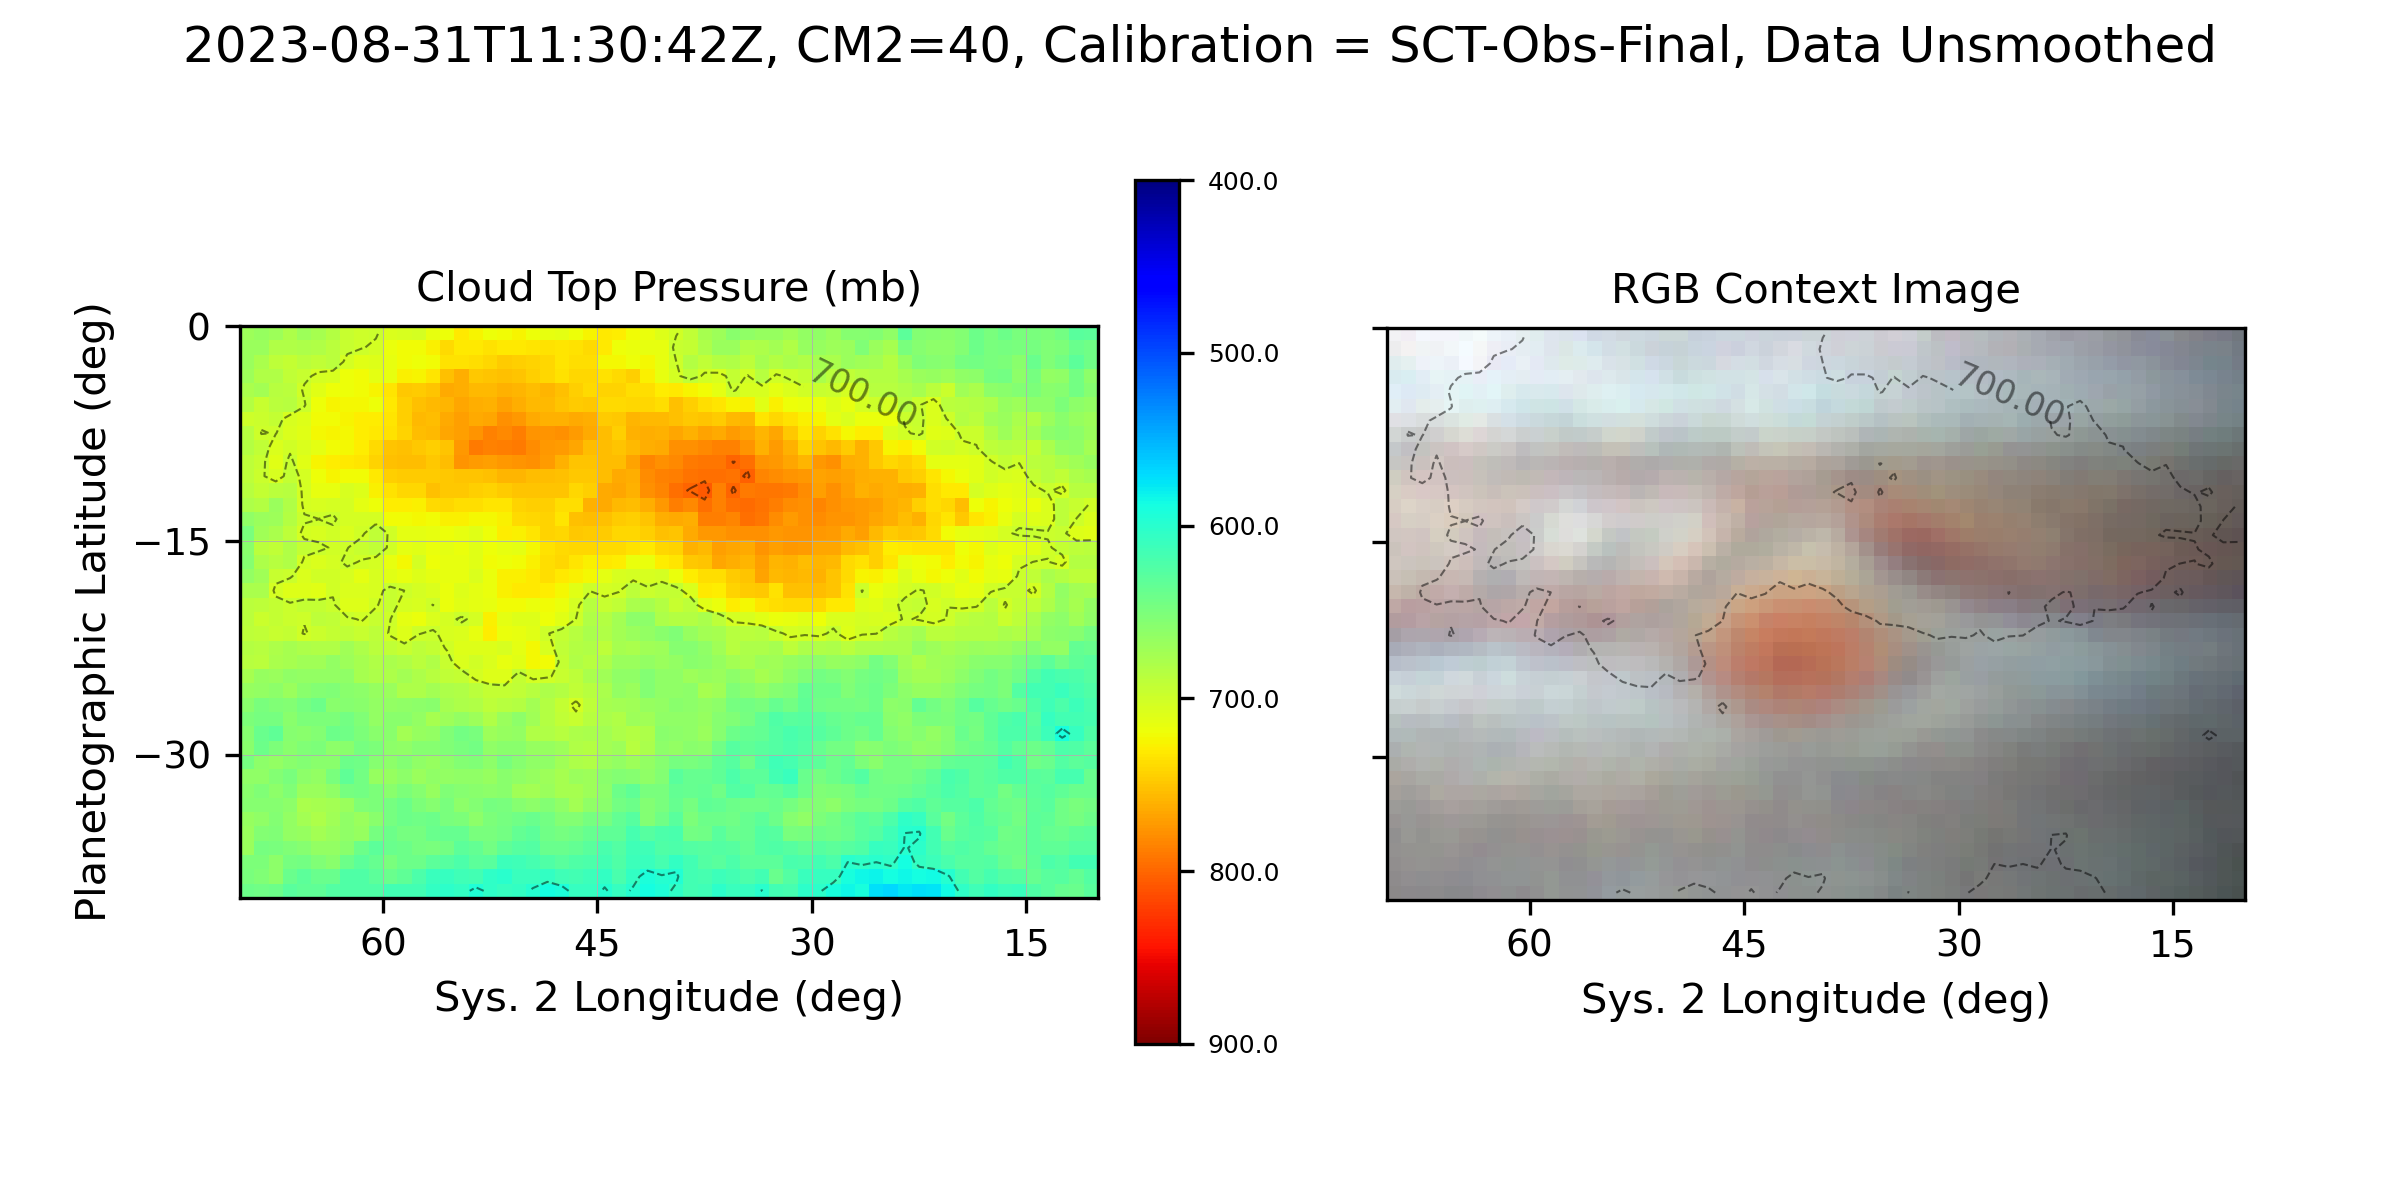 2023-08-31T11:30:42Z, CM2=40, Calibration = SCT-Obs-Final, Data Unsmoothed
Cloud Top Pressure (mb)
Planetographic Latitude (deg)
0
−15
−30
700.00
60 45 30 15
Sys. 2 Longitude (deg)
400.0
500.0
600.0
700.0
800.0
900.0
RGB Context Image
700.00
60 45 30 15
Sys. 2 Longitude (deg)